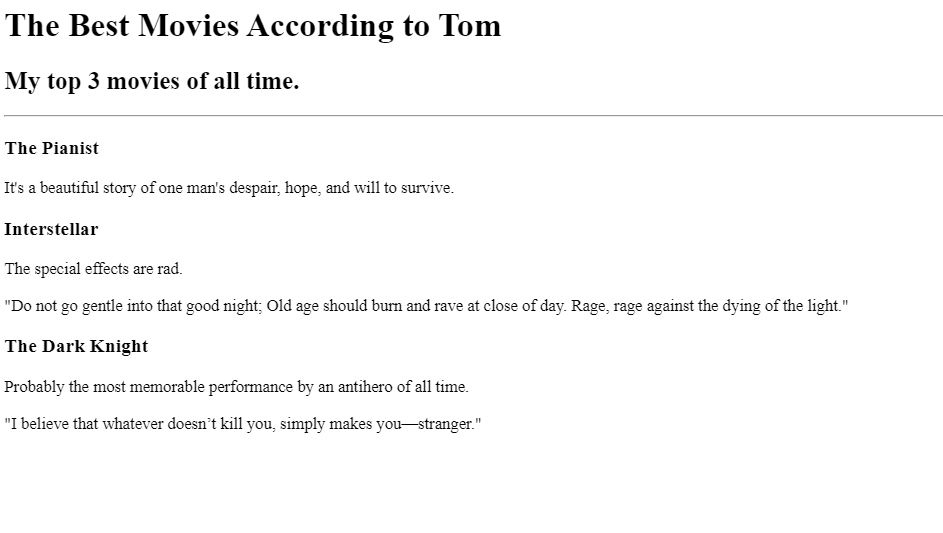 The Best Movies According to Tom
My top 3 movies of all time.
The Pianist
It's a beautiful story of one man's despair, hope, and will to survive.
Interstellar
The special effects are rad.
"Do not go gentle into that good night; Old age should burn and rave at close of day. Rage, rage against the dying of the light."
The Dark Knight
Probably the most memorable performance by an antihero of all time.
"I believe that whatever doesn’t kill you, simply makes you—stranger."